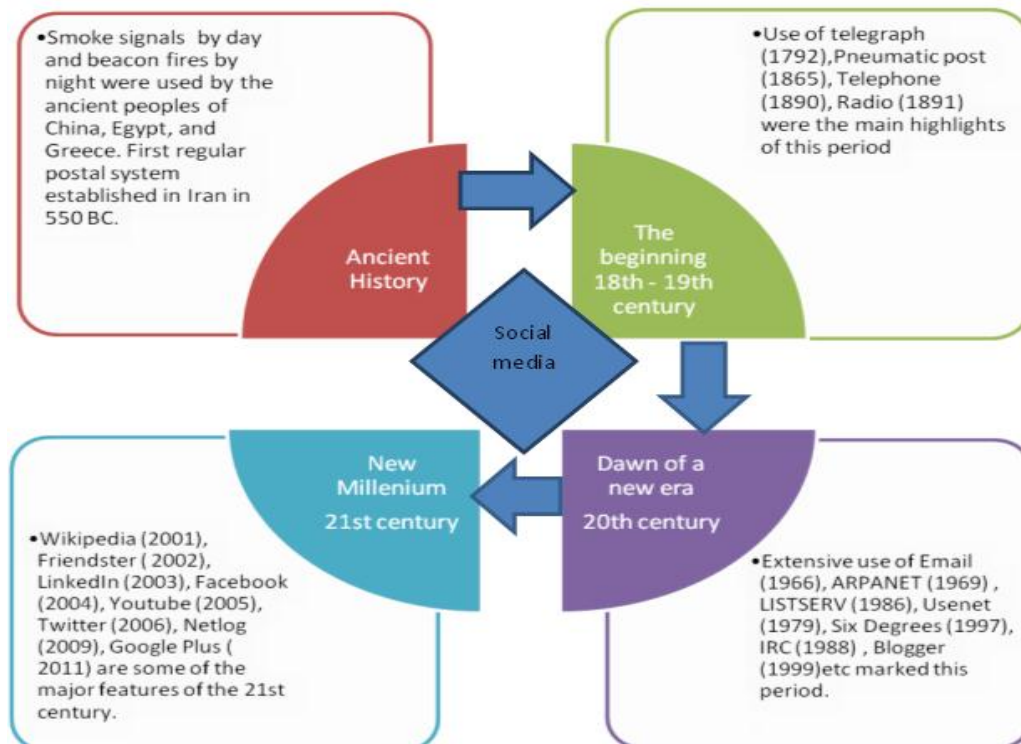 •Smoke signals by day
and beacon fires by
night were used by the
ancient peoples of
China, Egypt, and
Greece. First regular
postal system
established in Iran in
550 BC.
Ancient
History
•Use of telegraph
(1792),Pneumatic post
(1865), Telephone
(1890), Radio (1891)
were the main highlights
of this period
The
beginning
18th - 19th
century
Social
media
New
Millenium
21st century
•Wikipedia (2001),
Friendster ( 2002),
LinkedIn (2003), Facebook
(2004), Youtube (2005),
Twitter (2006), Netlog
(2009), Google Plus (
2011) are some of the
major features of the 21st
century.
Dawn of a
new era
20th century
•Extensive use of Email
(1966), ARPANET (1969) ,
LISTSERV (1986), Usenet
(1979), Six Degrees (1997),
IRC (1988) , Blogger
(1999)etc marked this
period.